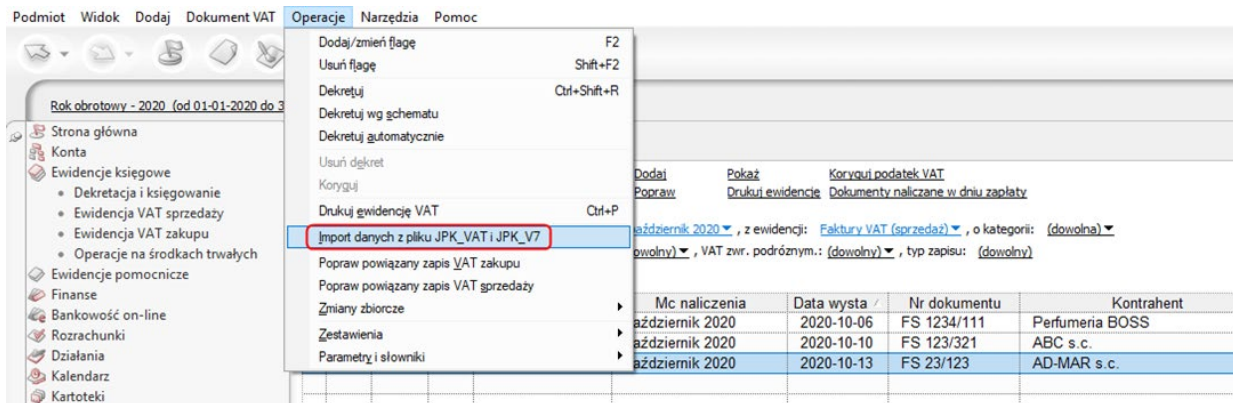 Podmiot Widok Dodaj Dokument VAT Operacje Narzędzia Pomoc
Dodaj/zmień flagę F2
Usuń flagę Shift+F2
Dekretuj Ctrl+Shift+R
Dekretuj wg schematu
Dekretuj automatycznie
Usuń dekret
Koryguj
Drukuj ewidencję VAT Ctrl+P
Import danych z pliku JPK_VAT i JPK_V7
Popraw powiązany zapis VAT zakupu
Popraw powiązany zapis VAT sprzedaży
Zmiany zbiorcze
Zestawienia
Parametry i słowniki
Rok obrotowy - 2020 (od 01-01-2020 do 3
Strona główna
Konta
Ewidencje księgowe
Dekretacja i księgowanie
Ewidencja VAT sprzedaży
Ewidencja VAT zakupu
Operacje na środkach trwałych
Ewidencje pomocnicze
Finanse
Bankowość on-line
Rozrachunki
Działania
Kalendarz
Kartoteki
Dodaj Pokaż Koryguj podatek VAT
Popraw Drukuj ewidencję Dokumenty naliczane w dniu zapłaty
aździernik 2020 , z ewidencji: Faktury VAT (sprzedaż) , o kategorii: (dowolna)
owolny) , VAT zwr. podróżnym.: (dowolny) , typ zapisu: (dowolny)
Mc naliczenia Data wysta Nr dokumentu Kontrahent
aździernik 2020 2020-10-06 FS 1234/111 Perfumeria BOSS
aździernik 2020 2020-10-10 FS 123/321 ABC s.c.
aździernik 2020 2020-10-13 FS 23/123 AD-MAR s.c.